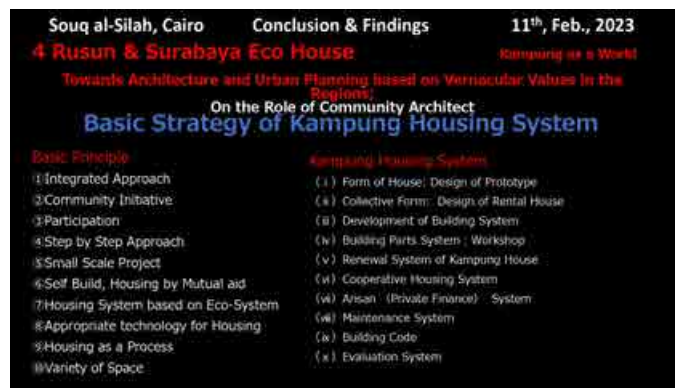 Souq al-Silah, Cairo Conclusion & Findings 11th, Feb., 2023
4 Rusun & Surabaya Eco House Kampung as a World
Towards Architecture and Urban Planning based on Vernacular Values in the
Regions;
On the Role of Community Architect
Basic Strategy of Kampung Housing System
Basic Principle
①Integrated Approach
②Community Initiative
③Participation
④Step by Step Approach
⑤Small Scale Project
⑥Self Build, Housing by Mutual aid
⑦Housing System based on Eco-System
⑧Appropriate technology for Housing
⑨Housing as a Process
⑩Variety of Space
Kampung Housing System
(ⅰ) Form of House: Design of Prototype
(ⅱ) Collective Form: Design of Rental House
(ⅲ) Development of Building System
(ⅳ) Building Parts System : Workshop
(ⅴ) Renewal System of Kampung House
(ⅵ) Cooperative Housing System
(ⅶ) Arisan (Private Finance) System
(ⅷ) Maintenance System
(ⅸ) Building Code
(ⅹ) Evaluation System